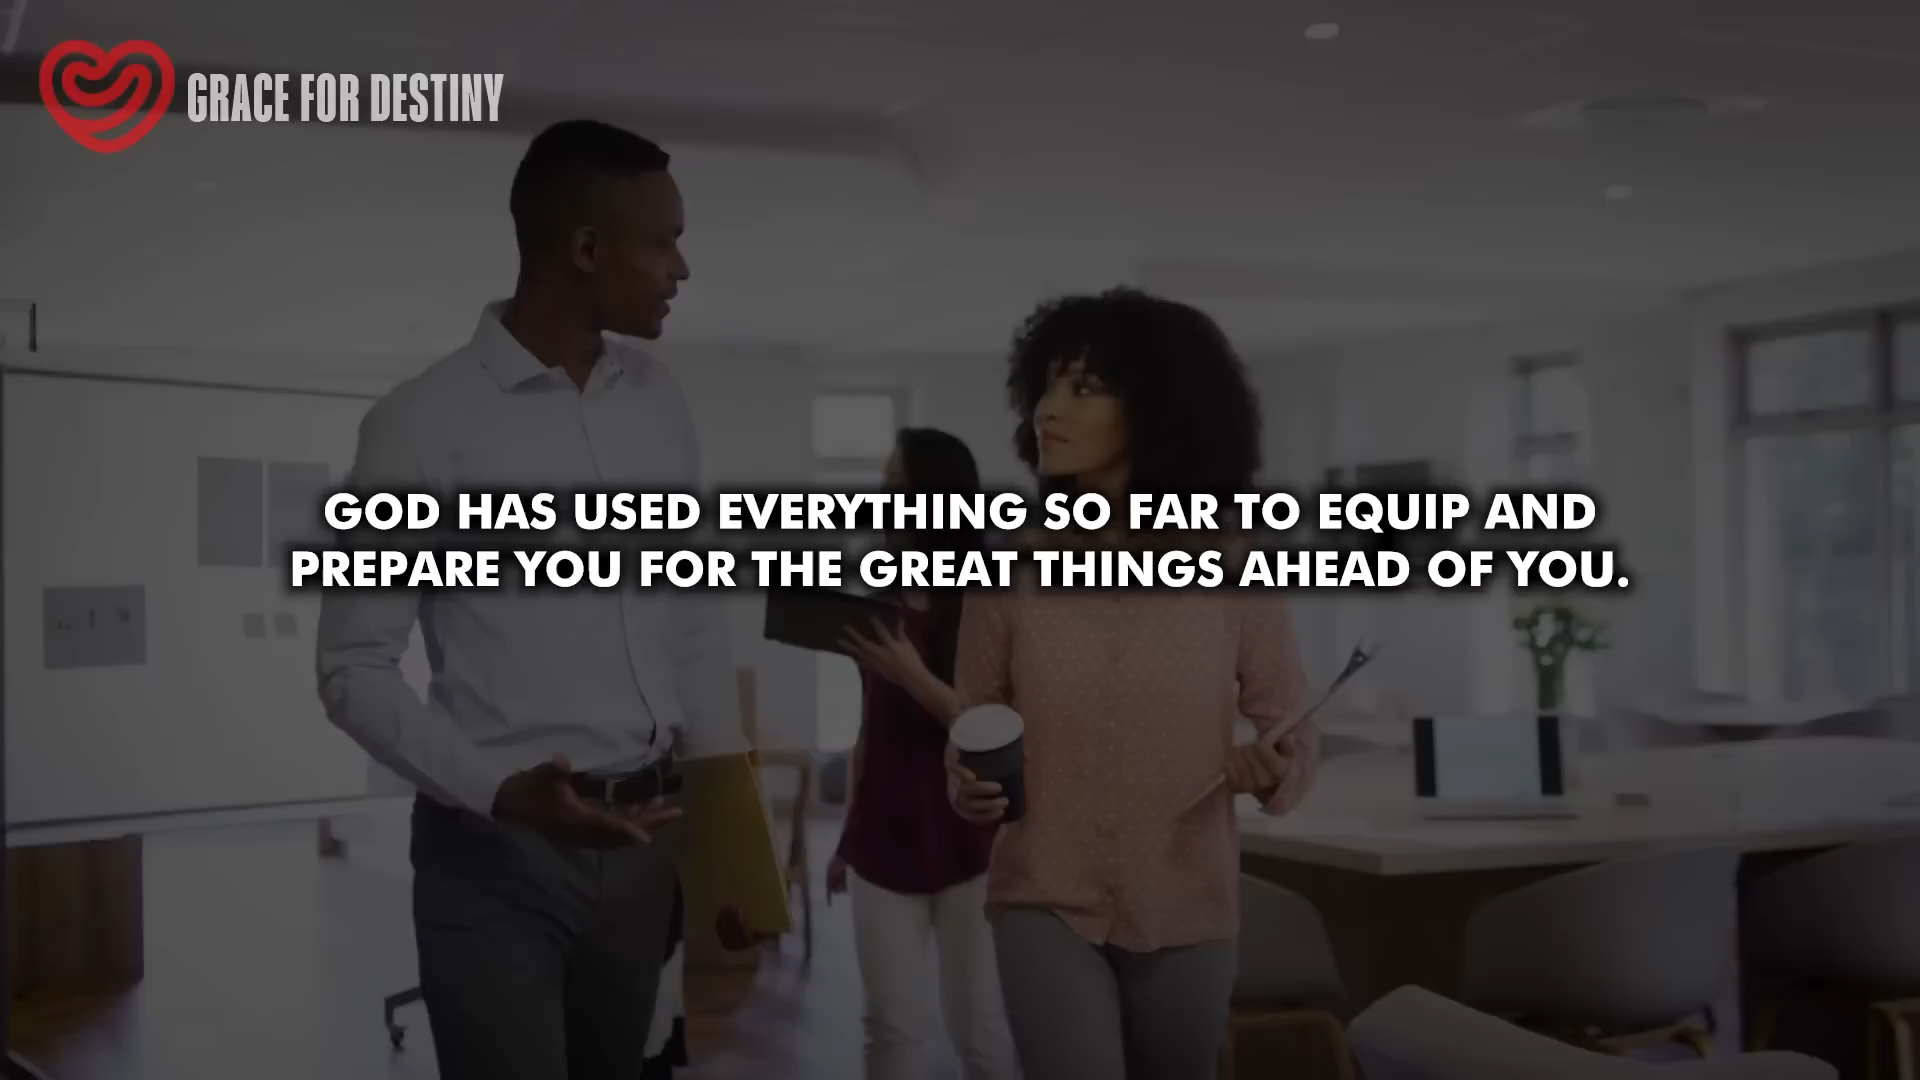 GRACE FOR DESTINY
GOD HAS USED EVERYTHING SO FAR TO EQUIP AND
PREPARE YOU FOR THE GREAT THINGS AHEAD OF YOU.